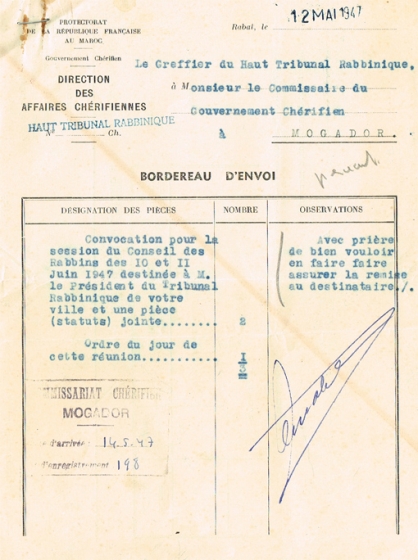 PROTECTORAT
DE LA RÉPUBLIQUE FRANÇAISE
AU MAROC
Gouvernement Chérifien
DIRECTION
DES
AFFAIRES CHÉRIFIENNES
HAUT TRIBUNAL RABBINIQUE
N° Ch.
Rabat, le 12 MAI 1947
Le Greffier du Haut Tribunal Rabbinique,
à Monsieur le Commissaire du
Gouvernement Chérifien
à MOGADOR.
BORDEREAU D'ENVOI
DÉSIGNATION DES PIÈCES NOMBRE OBSERVATIONS
Convocation pour la
session du Conseil des
Rabbins des 10 et 11
Juin 1947 destinée à M.
le Président du Tribunal
Rabbinique de votre
ville et une pièce
(statuts) jointe......... 2
Ordre du jour de
cette réunion........... 1
3
Avec prière
de bien vouloir
en faire faire
assurer la remise
au destinataire./.
MISSARIAT CHÉRIFIEN
MOGADOR
d'arrivée 14.5.47
d'enregistrement 198